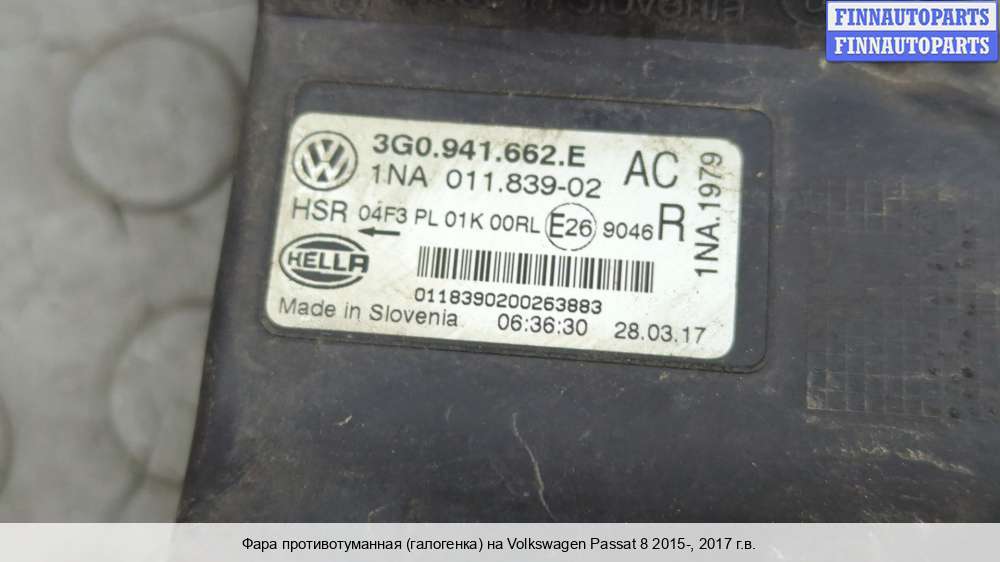 Slovenia
FINNAUTOPARTS
FINNAUTOPARTS
3G0.941.662.E
AC
1NA 011.839-02
HSR 04F3 PL 01K 00RL E26 9046 R
1NA.1979
HELLA
0118390200263883
Made in Slovenia 06:36:30 28.03.17
Фара противотуманная (галогенка) на Volkswagen Passat 8 2015-, 2017 г.в.